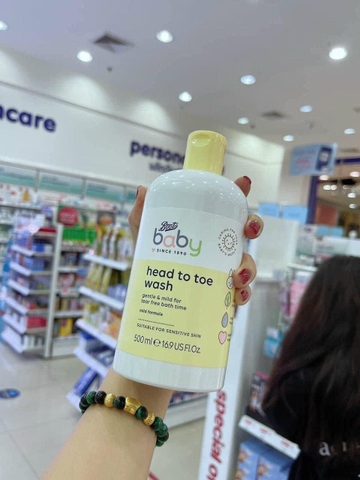 ncare
person
Boots
baby
SINCE 1849
head to toe
wash
gentle & mild for
tear free bath time
mild formula
SUITABLE FOR SENSITIVE SKIN
500ml e 16.9 US Fl.Oz.
special o